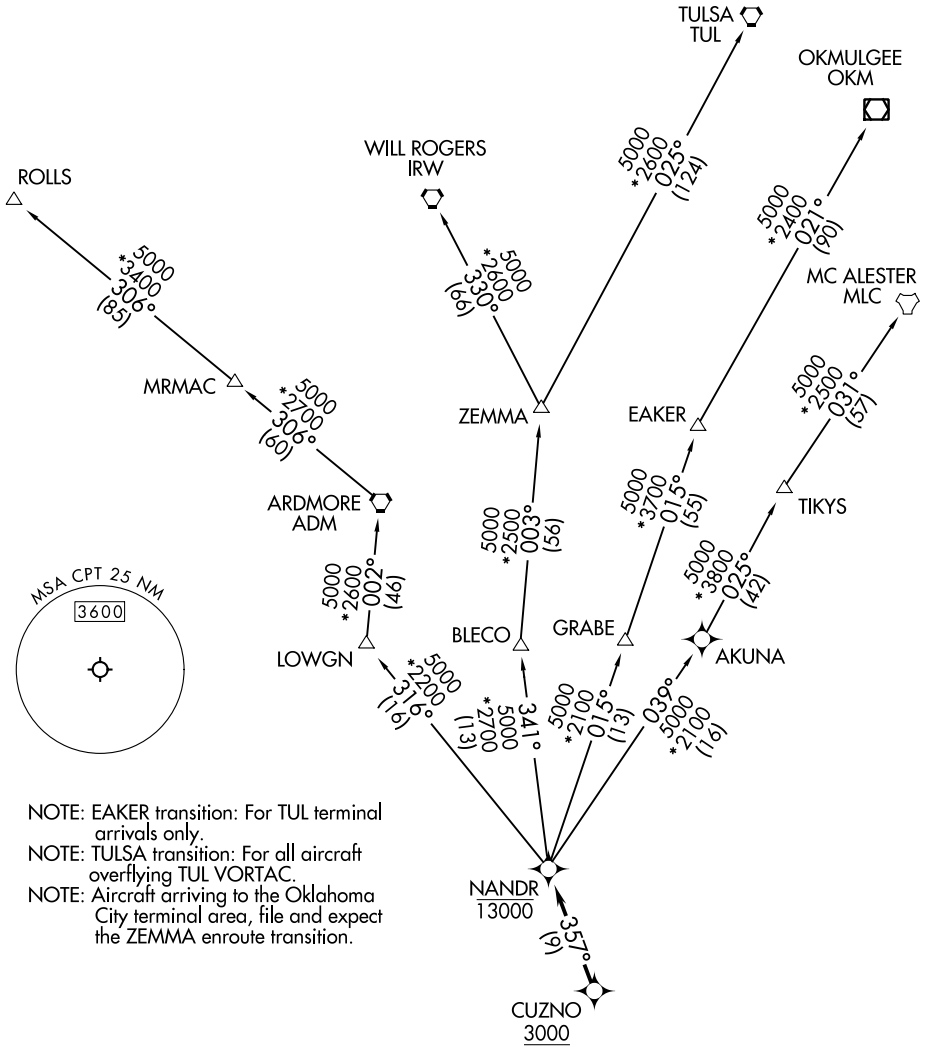 TULSA
TUL
OKMULGEE
OKM
WILL ROGERS
IRW
5000
*2600
025°
(124)
ROLLS
5000
*2400
021°
(90)
5000
*2600
330°
(66)
MC ALESTER
MLC
5000
*3400
306°
(85)
MRMAC
5000
*2700
306°
(60)
ZEMMA
EAKER
5000
*2500
031°
(57)
ARDMORE
ADM
TIKYS
5000
*2500
003°
(56)
5000
*3700
015°
(55)
5000
*3800
025°
(42)
5000
*2600
002°
(46)
MSA CPT 25 NM
3600
LOWGN
BLECO
GRABE
AKUNA
5000
*2200
316°
(16)
341°
5000
*2700
(13)
5000
*2100
015°
(13)
039°
5000
*2100
(16)
NOTE: EAKER transition: For TUL terminal
arrivals only.
NOTE: TULSA transition: For all aircraft
overflying TUL VORTAC.
NOTE: Aircraft arriving to the Oklahoma
City terminal area, file and expect
the ZEMMA enroute transition.
NANDR
13000
357°
(9)
CUZNO
3000